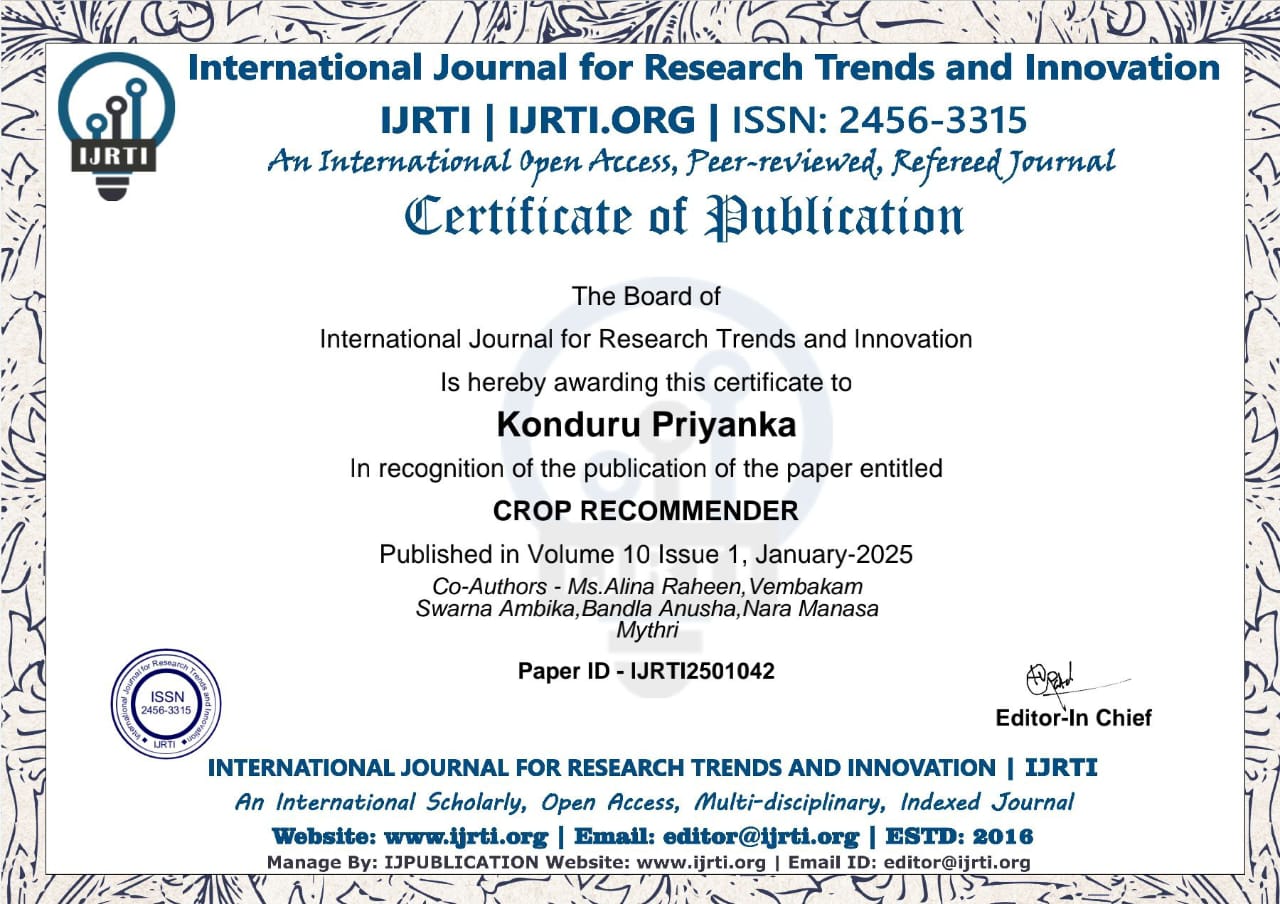 International Journal for Research Trends and Innovation
IJRTI | IJRTI.ORG | ISSN: 2456-3315
An International Open Access, Peer-reviewed, Refereed Journal
Certificate of Publication
IJRTI
The Board of
International Journal for Research Trends and Innovation
Is hereby awarding this certificate to
Konduru Priyanka
In recognition of the publication of the paper entitled
CROP RECOMMENDER
Published in Volume 10 Issue 1, January-2025
Co-Authors - Ms.Alina Raheen,Vembakam
Swarna Ambika,Bandla Anusha,Nara Manasa
Mythri
Paper ID - IJRTI2501042
International Journal for Research Trends and Innovation
ISSN
2456-3315
IJRTI
Editor-In Chief
INTERNATIONAL JOURNAL FOR RESEARCH TRENDS AND INNOVATION | IJRTI
An International Scholarly, Open Access, Multi-disciplinary, Indexed Journal
Website: www.ijrti.org | Email: editor@ijrti.org | ESTD: 2016
Manage By: IJPUBLICATION Website: www.ijrti.org | Email ID: editor@ijrti.org